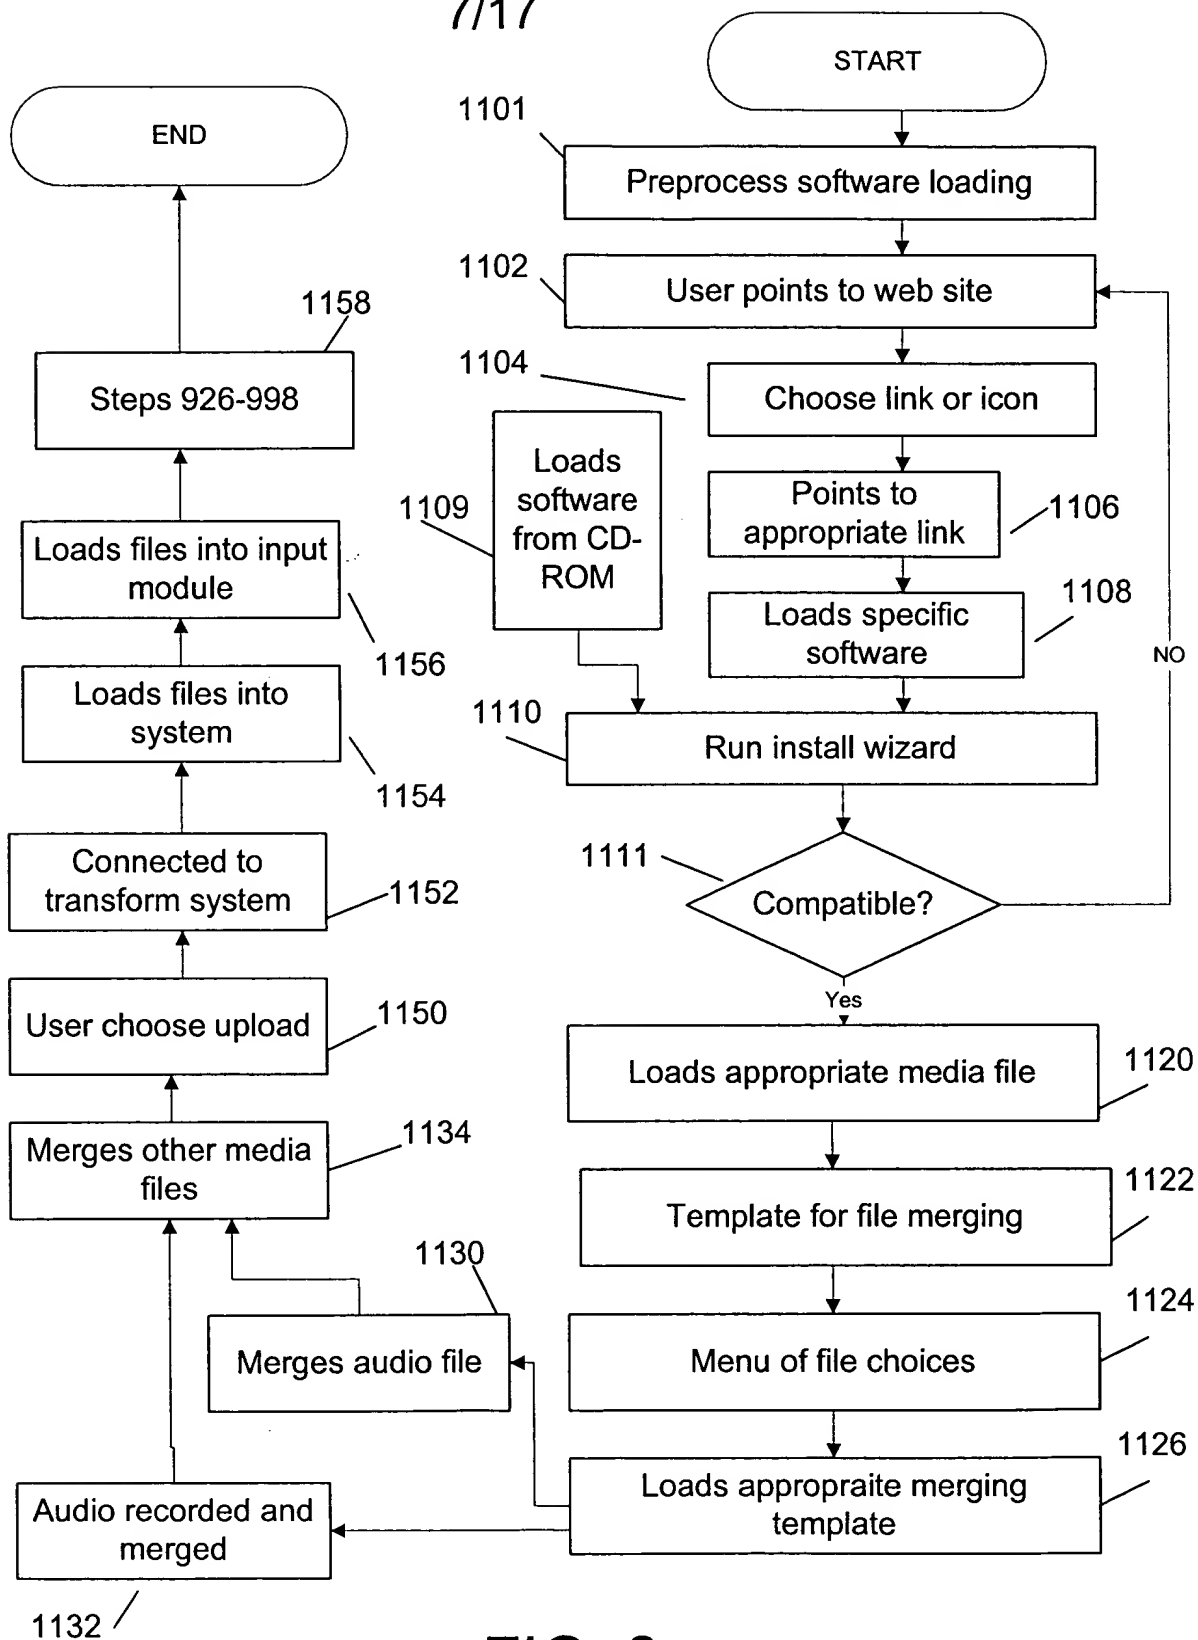 7/17
START
1101
Preprocess software loading
1102
User points to web site
1104
Choose link or icon
Points to
appropriate link
1106
1108
Loads specific
software
1109
Loads
software
from CD-
ROM
1110
Run install wizard
NO
1111
Compatible?
Yes
Loads appropriate media file
1120
Template for file merging
1122
Menu of file choices
1124
Loads appropraite merging
template
1126
1130
Merges audio file
Audio recorded and
merged
1132
Merges other media
files
1134
User choose upload
1150
Connected to
transform system
1152
Loads files into
system
1154
Loads files into input
module
1156
1158
Steps 926-998
END